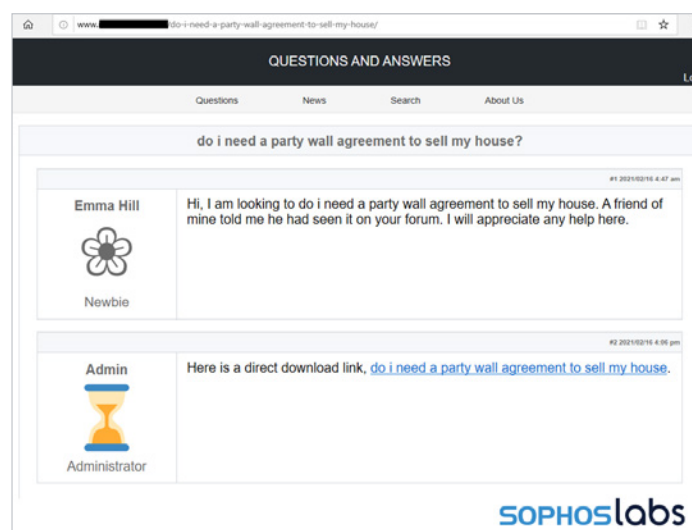 www. /do-i-need-a-party-wall-agreement-to-sell-my-house/
QUESTIONS AND ANSWERS
Lo
Questions News Search About Us
do i need a party wall agreement to sell my house?
#1 2021/02/16 4:47 am
Emma Hill
Hi, I am looking to do i need a party wall agreement to sell my house. A friend of
mine told me he had seen it on your forum. I will appreciate any help here.
Newbie
#2 2021/02/16 4:06 pm
Admin
Here is a direct download link, do i need a party wall agreement to sell my house.
Administrator
SOPHOSlabs